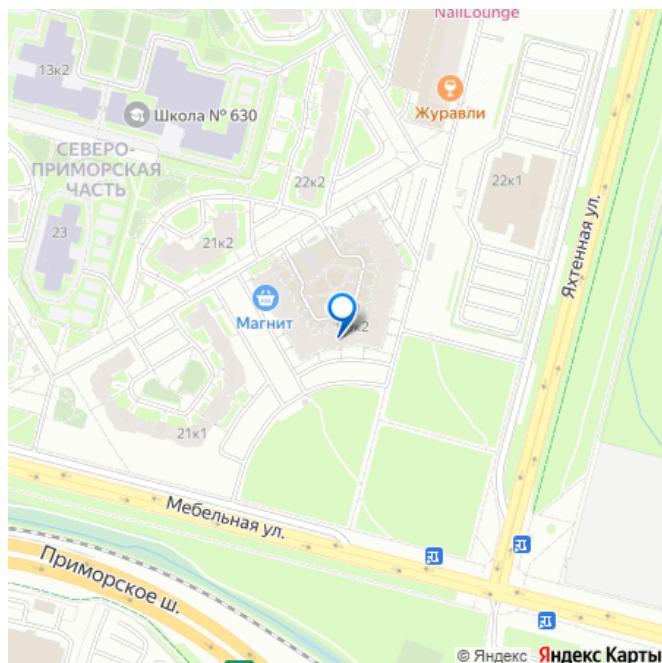 NailLounge
13к2
Школа № 630
Журавли
СЕВЕРО-
ПРИМОРСКАЯ
ЧАСТЬ
22к2
22к1
Яхтенная ул.
23
21к2
Магнит
21к1
Мебельная ул.
Приморское ш.
© Яндекс Яндекс Карты